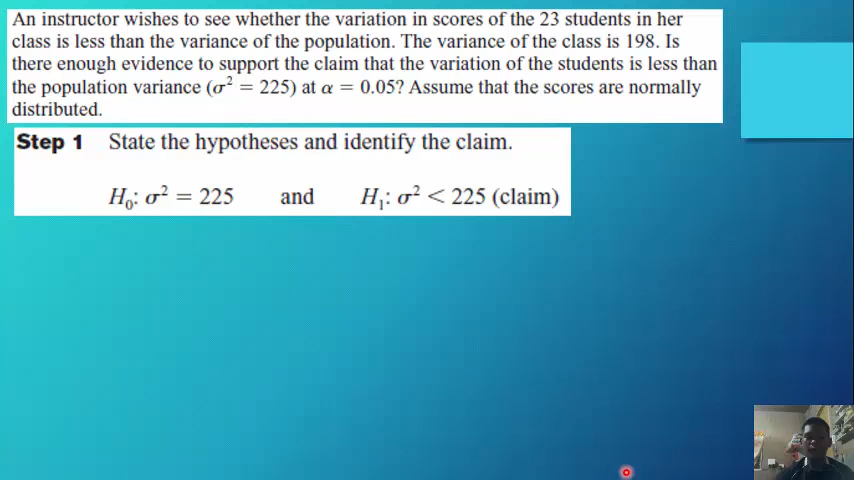 An instructor wishes to see whether the variation in scores of the 23 students in her
class is less than the variance of the population. The variance of the class is 198. Is
there enough evidence to support the claim that the variation of the students is less than
the population variance (σ² = 225) at α = 0.05? Assume that the scores are normally
distributed.
Step 1 State the hypotheses and identify the claim.
H₀: σ² = 225 and H₁: σ² < 225 (claim)